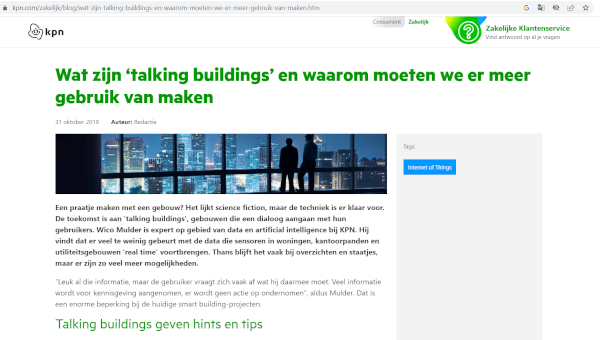 kpn.com/zakelijk/blog/wat-zijn-talking-buildings-en-waarom-moeten-we-er-meer-gebruik-van-maken.htm
kpn
Consument
Zakelijk
Zakelijke Klantenservice
Vind antwoord op al je vragen
Wat zijn ‘talking buildings’ en waarom moeten we er meer
gebruik van maken
31 oktober 2019 Auteur: Redactie
Tags:
Internet of Things
Een praatje maken met een gebouw? Het lijkt science fiction, maar de techniek is er klaar voor.
De toekomst is aan 'talking buildings', gebouwen die een dialoog aangaan met hun
gebruikers. Wico Mulder is expert op gebied van data en artificial intelligence bij KPN. Hij
vindt dat er veel te weinig gebeurt met de data die sensoren in woningen, kantoorpanden en
utiliteitsgebouwen 'real time' voortbrengen. Thans blijft het vaak bij overzichten en staatjes,
maar er zijn zo veel meer mogelijkheden.
"Leuk al die informatie, maar de gebruiker vraagt zich vaak af wat hij daarmee moet. Veel informatie
wordt voor kennisgeving aangenomen, er wordt geen actie op ondernomen", aldus Mulder. Dat is
een enorme beperking bij de huidige smart building-projecten.
Talking buildings geven hints en tips